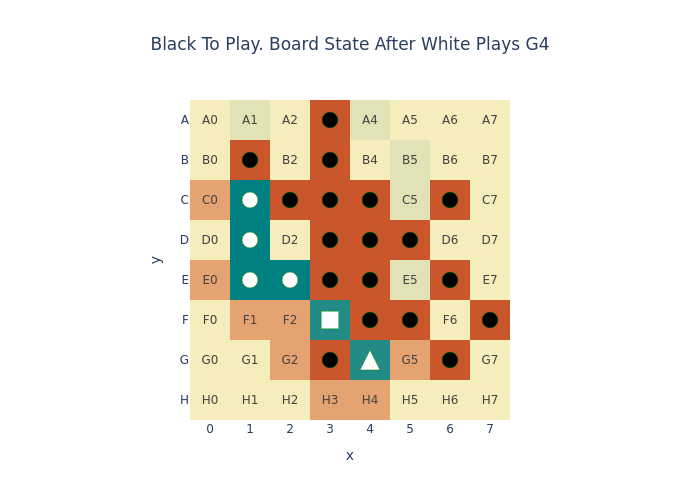 Black To Play. Board State After White Plays G4
A A0 A1 A2 A4 A5 A6 A7
B B0 B2 B4 B5 B6 B7
C C0 C5 C7
D D0 D2 D6 D7
E E0 E5 E7
F F0 F1 F2 F6
G G0 G1 G2 G5 G7
H H0 H1 H2 H3 H4 H5 H6 H7
0 1 2 3 4 5 6 7
x
y